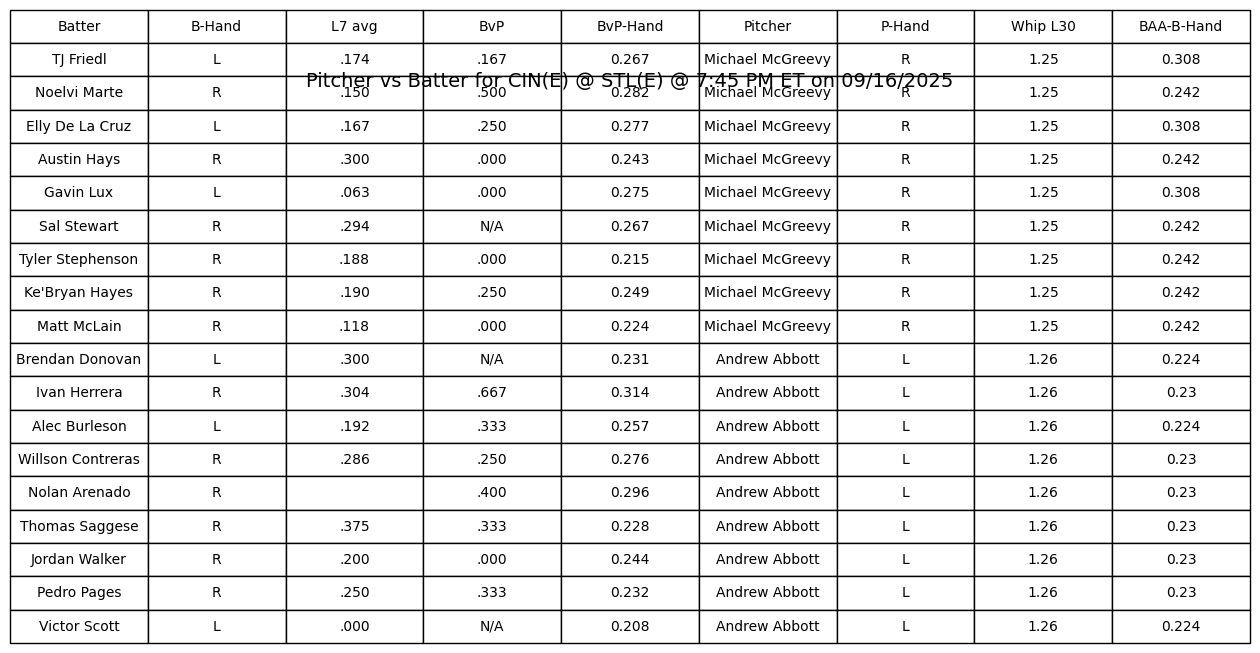 Batter B-Hand L7 avg BvP BvP-Hand Pitcher P-Hand Whip L30 BAA-B-Hand
TJ Friedl L .174 .167 0.267 Michael McGreevy R 1.25 0.308
Pitcher vs Batter for CIN(E) @ STL(E) @ 7:45 PM ET on 09/16/2025
Noelvi Marte R .150 .500 0.282 Michael McGreevy R 1.25 0.242
Elly De La Cruz L .167 .250 0.277 Michael McGreevy R 1.25 0.308
Austin Hays R .300 .000 0.243 Michael McGreevy R 1.25 0.242
Gavin Lux L .063 .000 0.275 Michael McGreevy R 1.25 0.308
Sal Stewart R .294 N/A 0.267 Michael McGreevy R 1.25 0.242
Tyler Stephenson R .188 .000 0.215 Michael McGreevy R 1.25 0.242
Ke'Bryan Hayes R .190 .250 0.249 Michael McGreevy R 1.25 0.242
Matt McLain R .118 .000 0.224 Michael McGreevy R 1.25 0.242
Brendan Donovan L .300 N/A 0.231 Andrew Abbott L 1.26 0.224
Ivan Herrera R .304 .667 0.314 Andrew Abbott L 1.26 0.23
Alec Burleson L .192 .333 0.257 Andrew Abbott L 1.26 0.224
Willson Contreras R .286 .250 0.276 Andrew Abbott L 1.26 0.23
Nolan Arenado R .400 0.296 Andrew Abbott L 1.26 0.23
Thomas Saggese R .375 .333 0.228 Andrew Abbott L 1.26 0.23
Jordan Walker R .200 .000 0.244 Andrew Abbott L 1.26 0.23
Pedro Pages R .250 .333 0.232 Andrew Abbott L 1.26 0.23
Victor Scott L .000 N/A 0.208 Andrew Abbott L 1.26 0.224